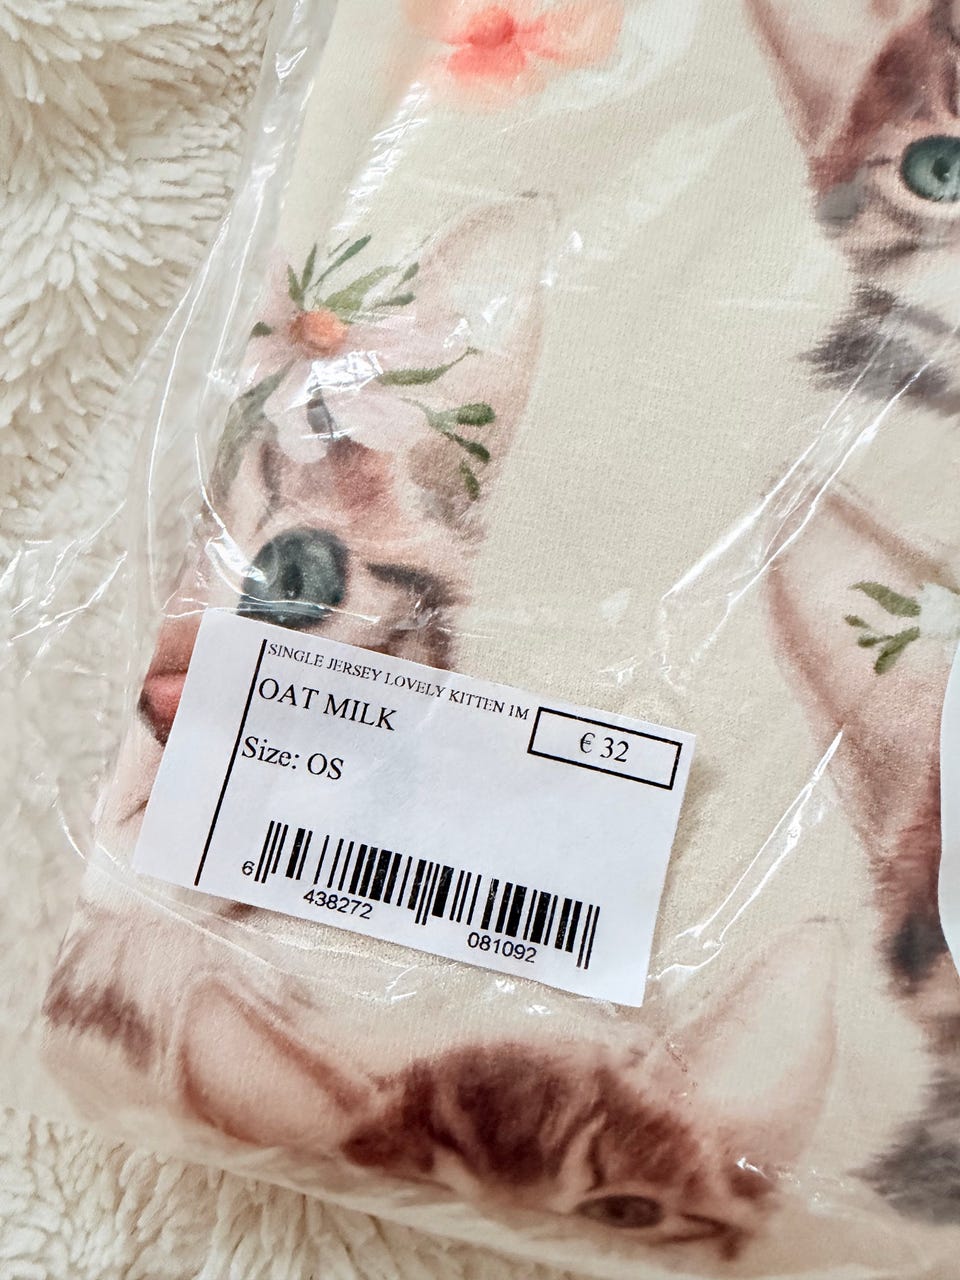 SINGLE JERSEY LOVELY KITTEN 1M
OAT MILK
€ 32
Size: OS
6 438272 081092